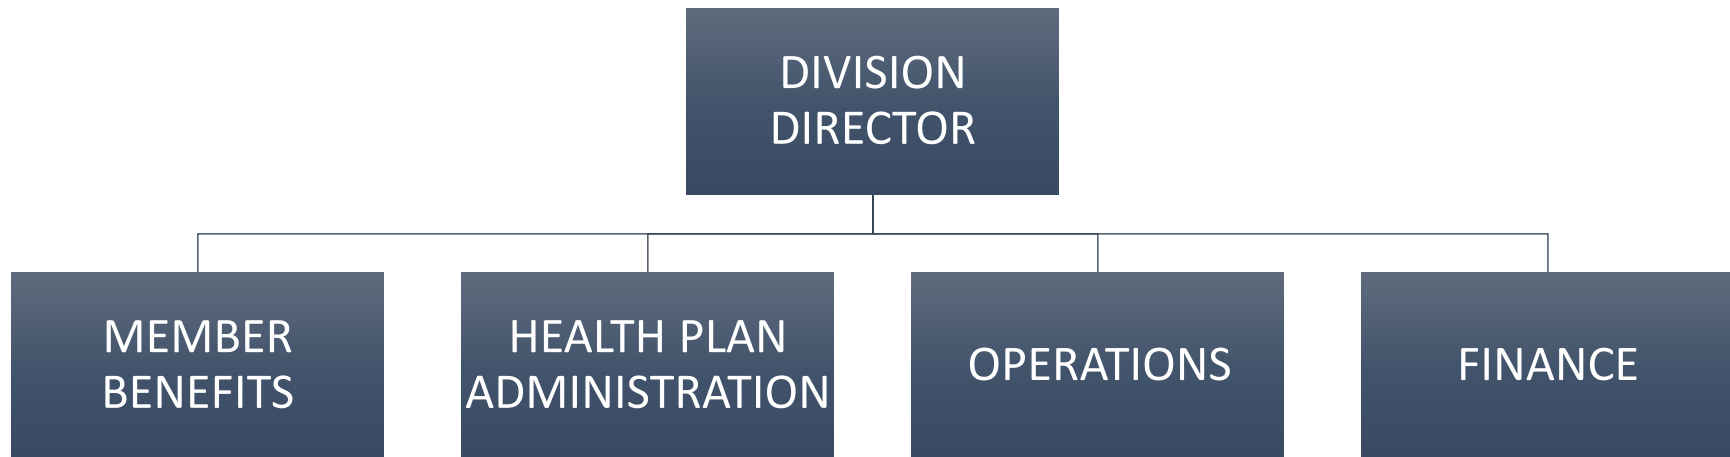 DIVISION
DIRECTOR
MEMBER
BENEFITS
HEALTH PLAN
ADMINISTRATION
OPERATIONS
FINANCE